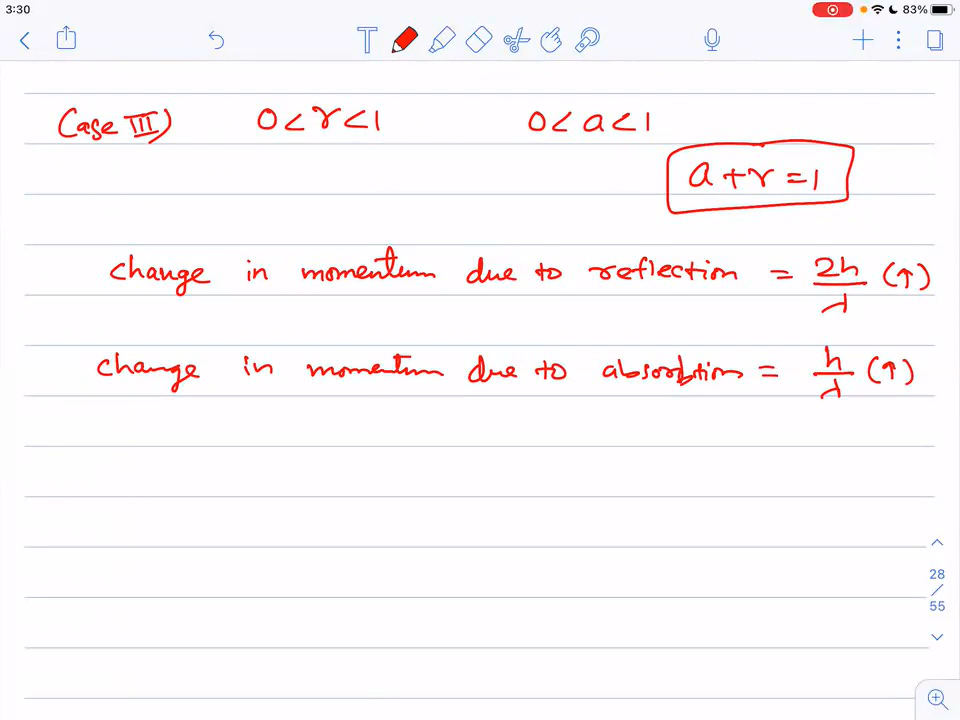 3:30
83%
T
Case III) 0 < r < 1 0 < a < 1
a + r = 1
change in momentum due to reflection = 2h/λ (↑)
change in momentum due to absorbtion = h/λ (↑)
28
/
55